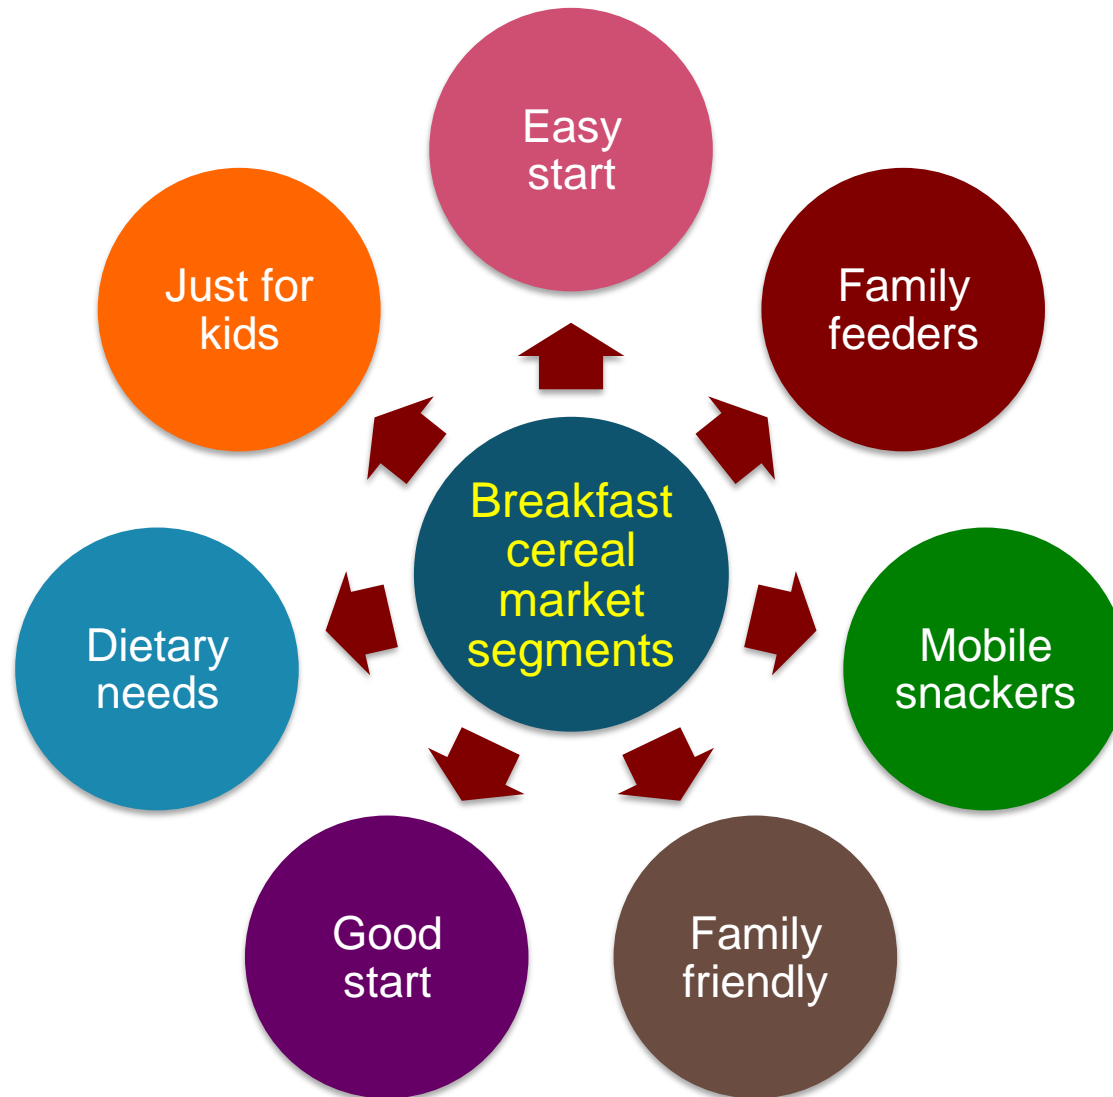 Easy
start
Just for
kids
Family
feeders
Breakfast
cereal
market
segments
Dietary
needs
Mobile
snackers
Good
start
Family
friendly